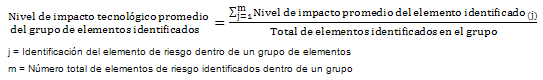 Nivel de impacto tecnológico promedio del grupo de elementos identificados = Σ^m_{j=1} Nivel de impacto promedio del elemento identificado (j) / Total de elementos identificados en el grupo
j = Identificación del elemento de riesgo dentro de un grupo de elementos
m = Número total de elementos de riesgo identificados dentro de un grupo